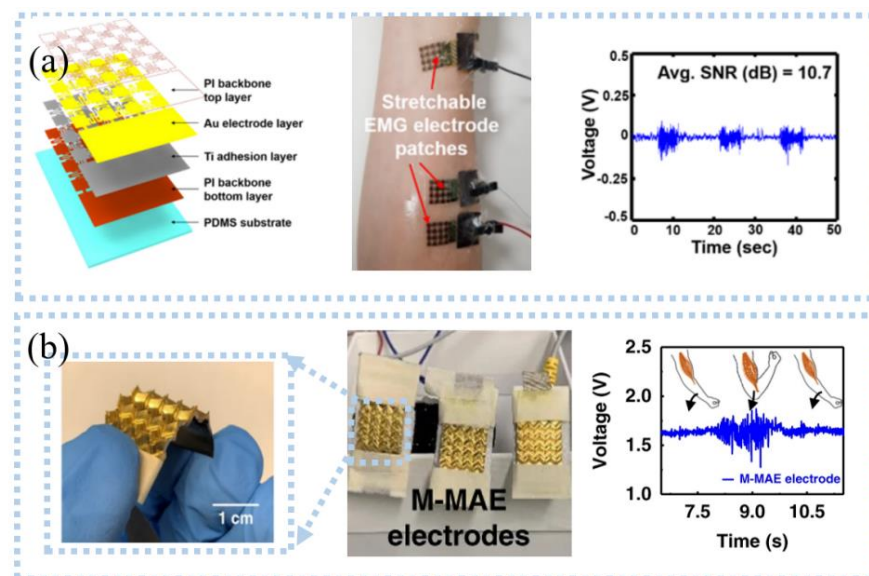 (a)
PI backbone
top layer
Au electrode layer
Ti adhesion layer
PI backbone
bottom layer
PDMS substrate
Stretchable
EMG electrode
patches
0.5
0.25
0
-0.25
-0.5
Voltage (V)
Avg. SNR (dB) = 10.7
0 10 20 30 40 50
Time (sec)
(b)
1 cm
M-MAE
electrodes
2.5
2.0
1.5
1.0
Voltage (V)
M-MAE electrode
7.5 9.0 10.5
Time (s)